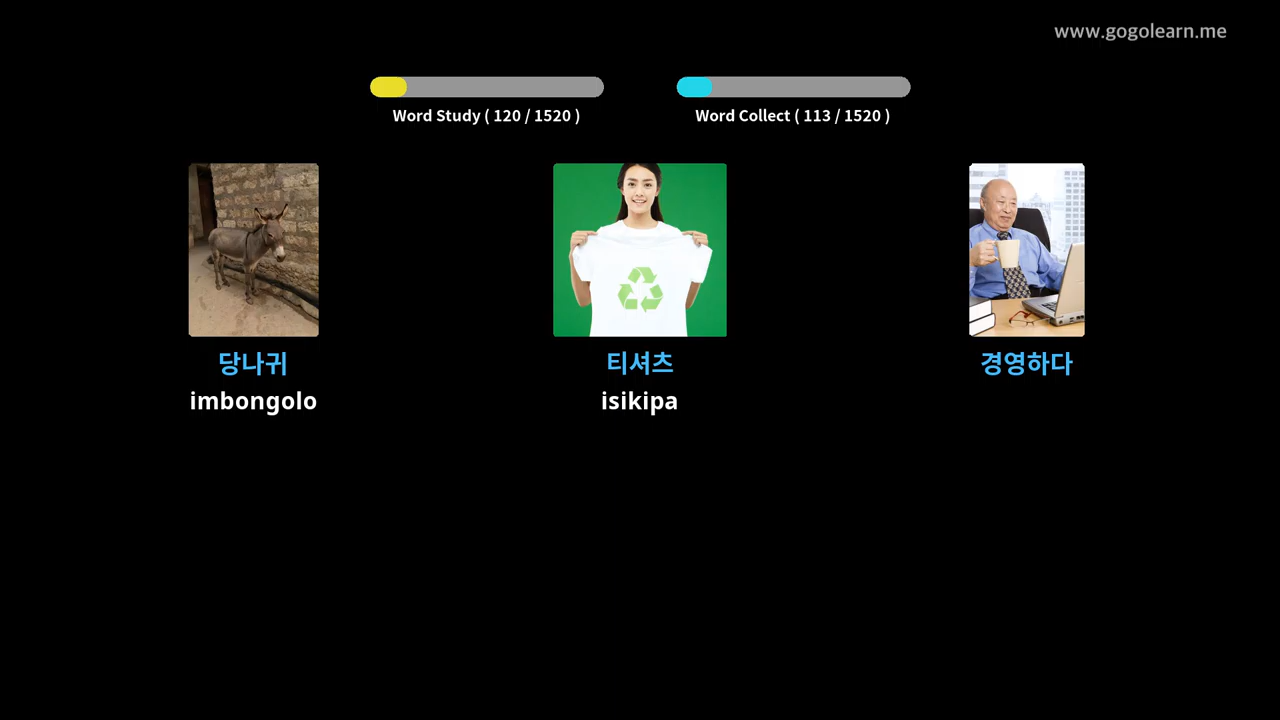 www.gogolearn.me
Word Study ( 120 / 1520 )
Word Collect ( 113 / 1520 )
당나귀
imbongolo
티셔츠
isikipa
경영하다